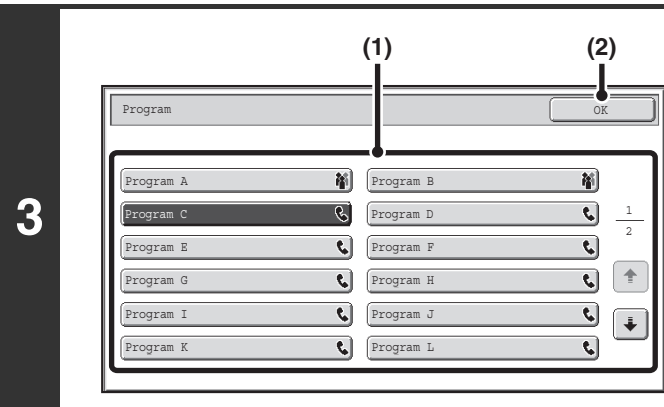 (1) (2)
Program OK
Program A Program B
3
Program C Program D 1
2
Program E Program F
Program G Program H
Program I Program J
Program K Program L